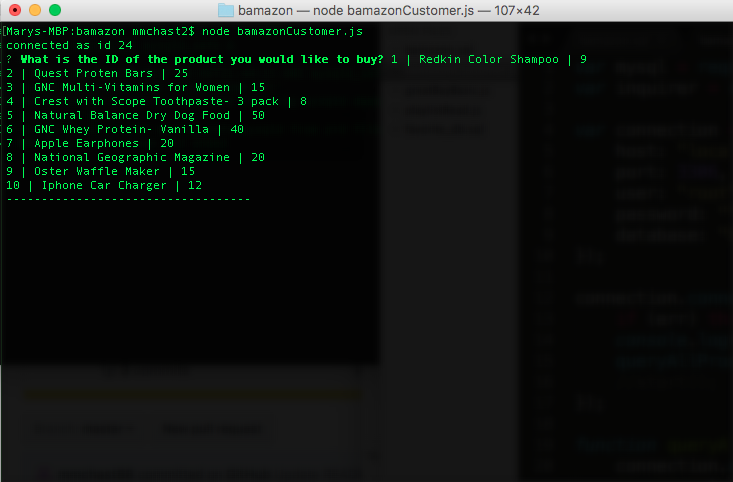 bamazon — node bamazonCustomer.js — 107×42
[Marys-MBP:bamazon mmchast2$ node bamazonCustomer.js
connected as id 24
? What is the ID of the product you would like to buy? 1 | Redkin Color Shampoo | 9
2 | Quest Proten Bars | 25
3 | GNC Multi-Vitamins for Women | 15
4 | Crest with Scope Toothpaste- 3 pack | 8
5 | Natural Balance Dry Dog Food | 50
6 | GNC Whey Protein- Vanilla | 40
7 | Apple Earphones | 20
8 | National Geographic Magazine | 20
9 | Oster Waffle Maker | 15
10 | Iphone Car Charger | 12
-----------------------------------